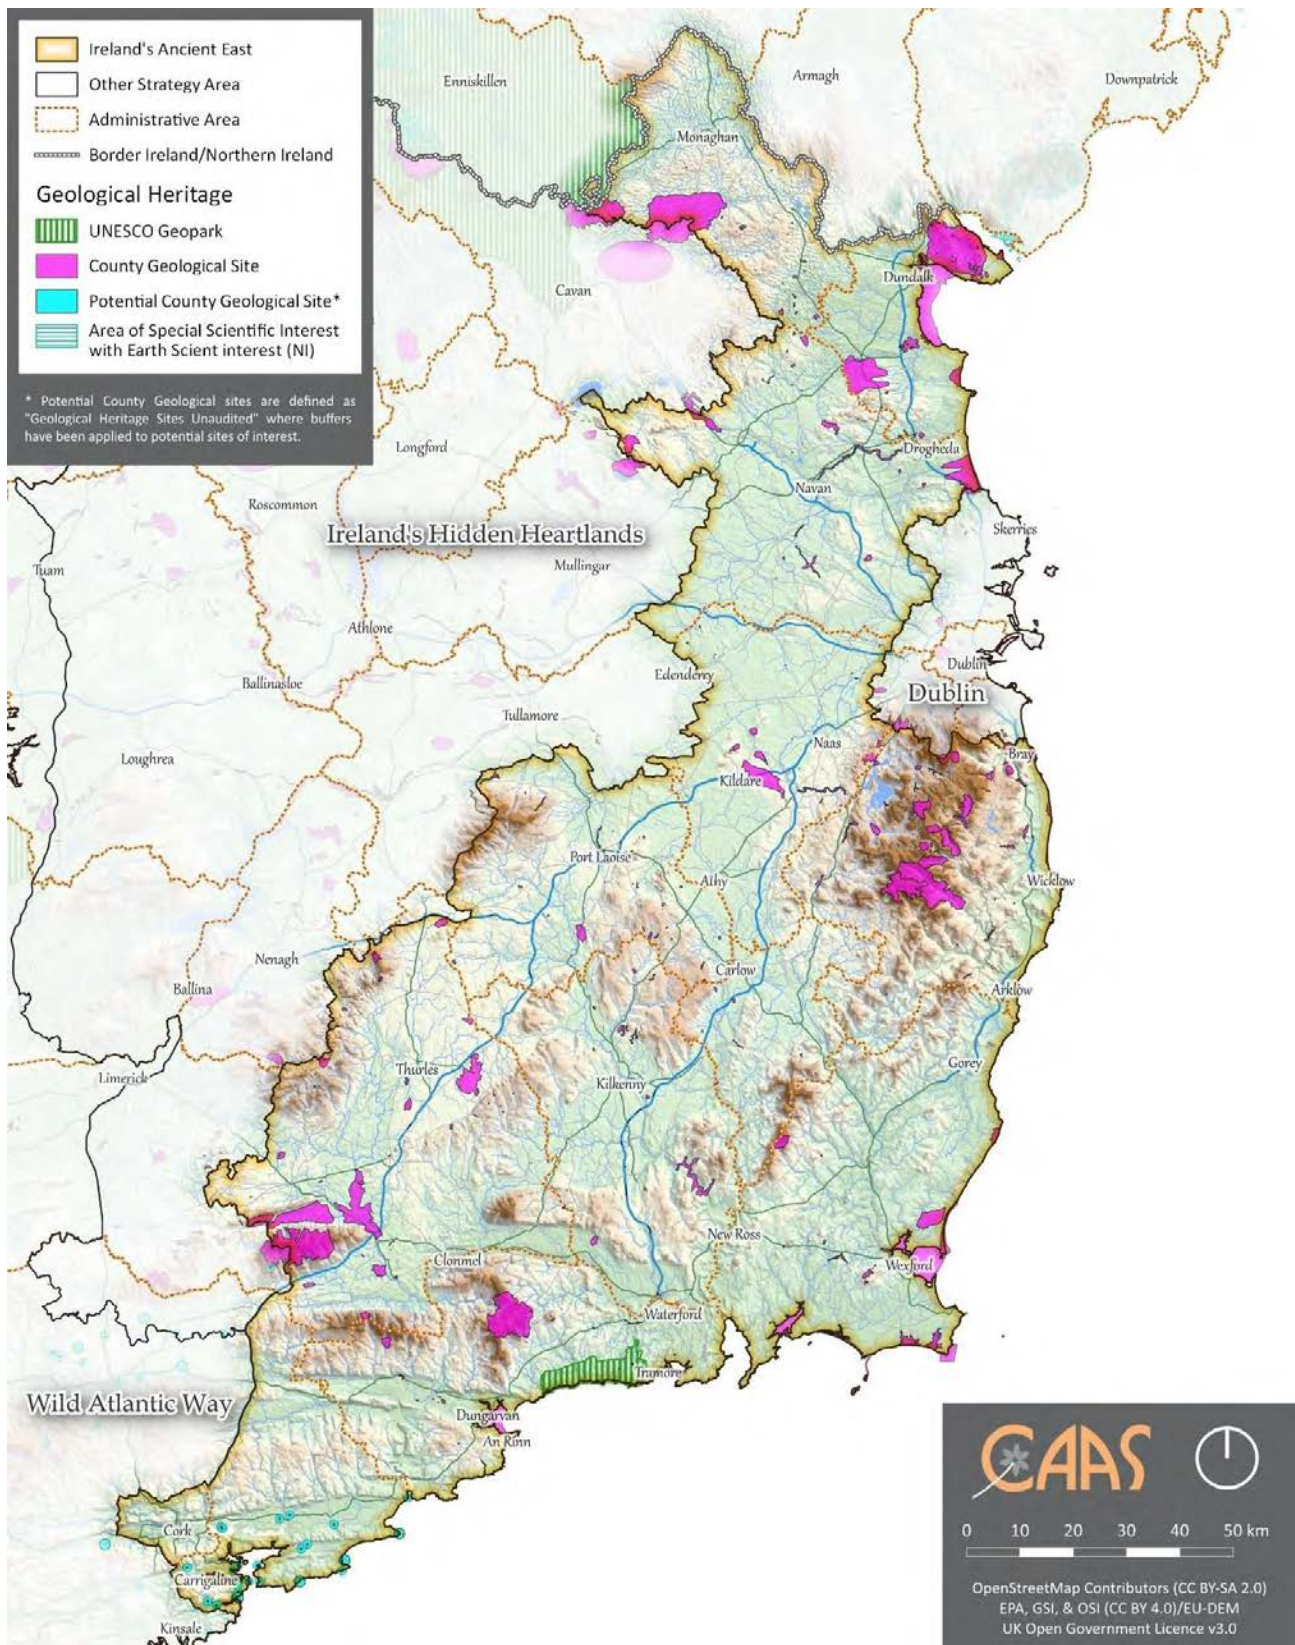 Ireland's Ancient East
Other Strategy Area
Administrative Area
Border Ireland/Northern Ireland
Geological Heritage
UNESCO Geopark
County Geological Site
Potential County Geological Site*
Area of Special Scientific Interest
with Earth Scient interest (NI)
* Potential County Geological sites are defined as
"Geological Heritage Sites Unaudited" where buffers
have been applied to potential sites of interest.
Enniskillen
Armagh
Downpatrick
Monaghan
Dundalk
Cavan
Longford
Drogheda
Navan
Roscommon
Ireland's Hidden Heartlands
Skerries
Tuam
Mullingar
Athlone
Dublin
Edenderry
Ballinasloe
Dublin
Tullamore
Naas
Bray
Loughrea
Kildare
Port Laoise
Athy
Wicklow
Nenagh
Carlow
Ballina
Arklow
Gorey
Thurles
Limerick
Kilkenny
New Ross
Clonmel
Wexford
Waterford
Tramore
Wild Atlantic Way
Dungarvan
An Rinn
Cork
Carrigaline
Kinsale
CAAS
0 10 20 30 40 50 km
OpenStreetMap Contributors (CC BY-SA 2.0)
EPA, GSI, & OSI (CC BY 4.0)/EU-DEM
UK Open Government Licence v3.0